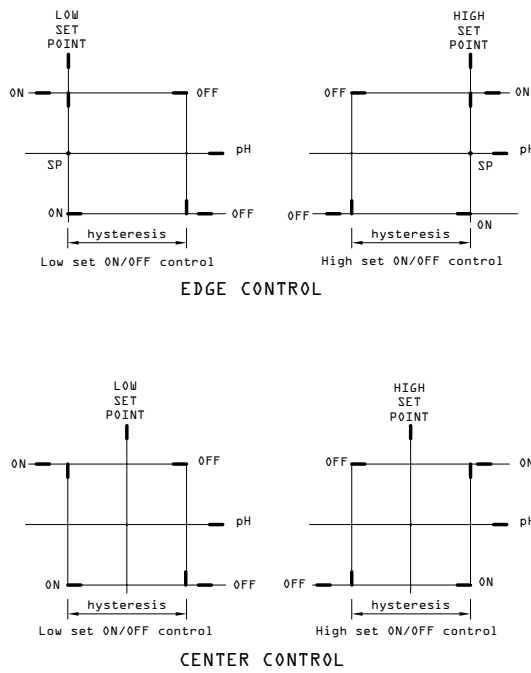 LOW
SET
POINT
ON
OFF
pH
SP
ON
OFF
hysteresis
Low set ON/OFF control
HIGH
SET
POINT
OFF
ON
pH
SP
OFF
ON
hysteresis
High set ON/OFF control
EDGE CONTROL
LOW
SET
POINT
ON
OFF
pH
ON
OFF
hysteresis
Low set ON/OFF control
HIGH
SET
POINT
OFF
ON
pH
OFF
ON
hysteresis
High set ON/OFF control
CENTER CONTROL